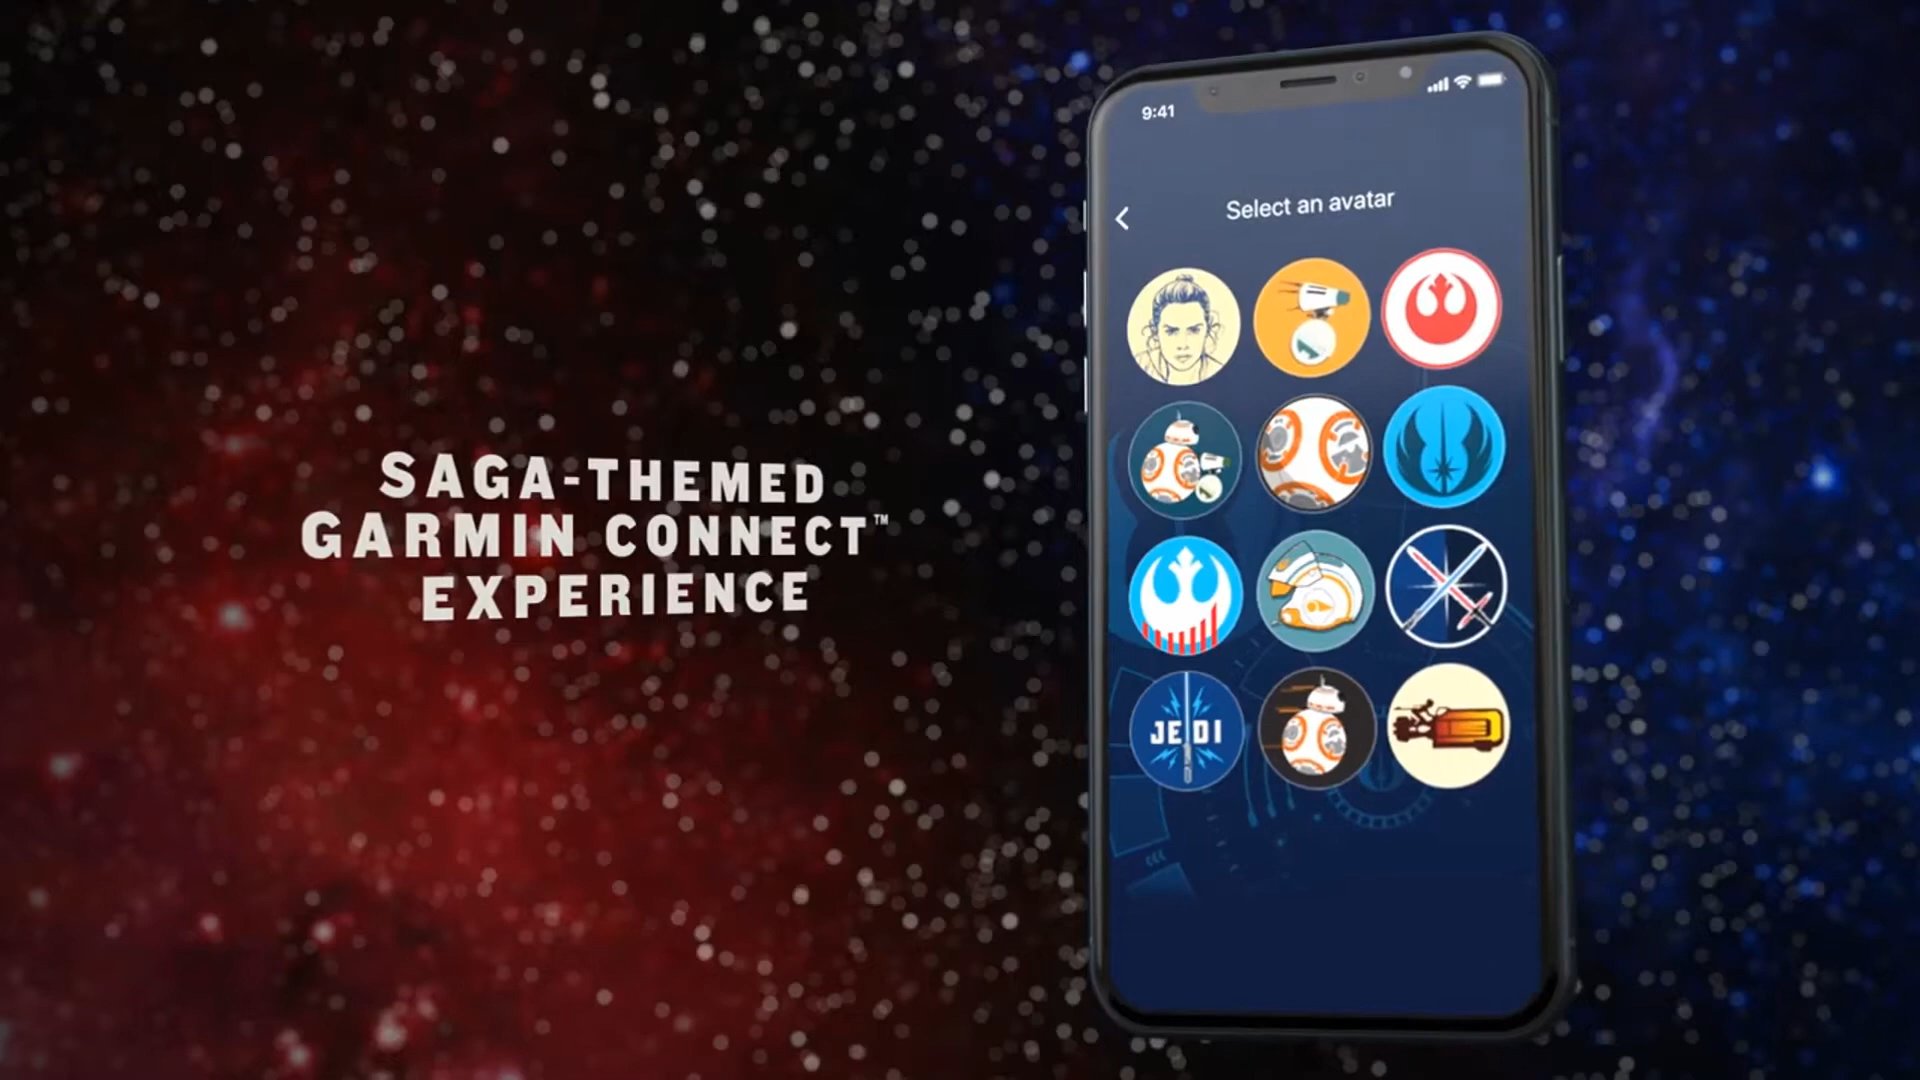 SAGA-THEMED
GARMIN CONNECT™
EXPERIENCE
9:41
Select an avatar
JEDI